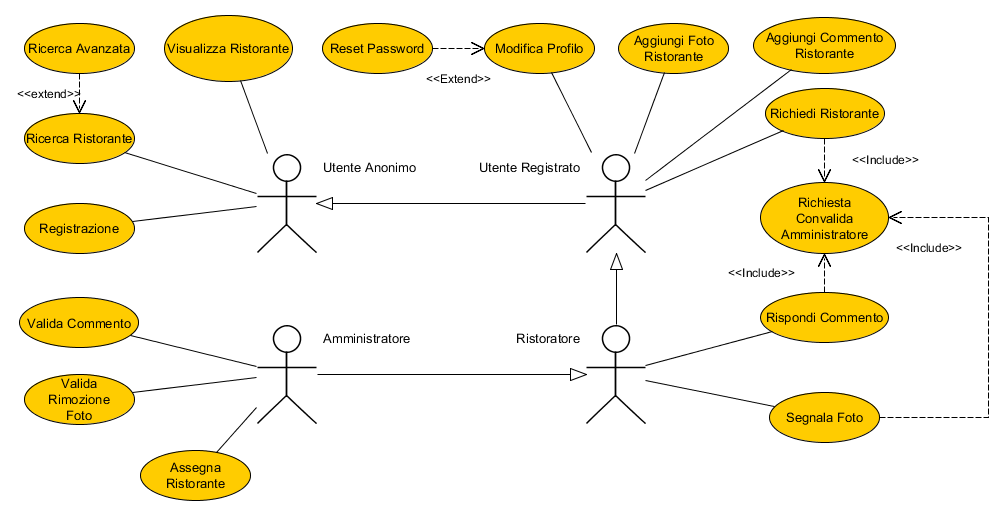 Ricerca Avanzata
Visualizza Ristorante
Reset Password
Modifica Profilo
Aggiungi Foto
Ristorante
Aggiungi Commento
Ristorante
<<Extend>>
<<extend>>
Richiedi Ristorante
Ricerca Ristorante
<<Include>>
Utente Anonimo
Utente Registrato
Richiesta
Convalida
Amministratore
Registrazione
<<Include>>
<<Include>>
Valida Commento
Amministratore
Ristoratore
Rispondi Commento
Valida
Rimozione
Foto
Segnala Foto
Assegna
Ristorante